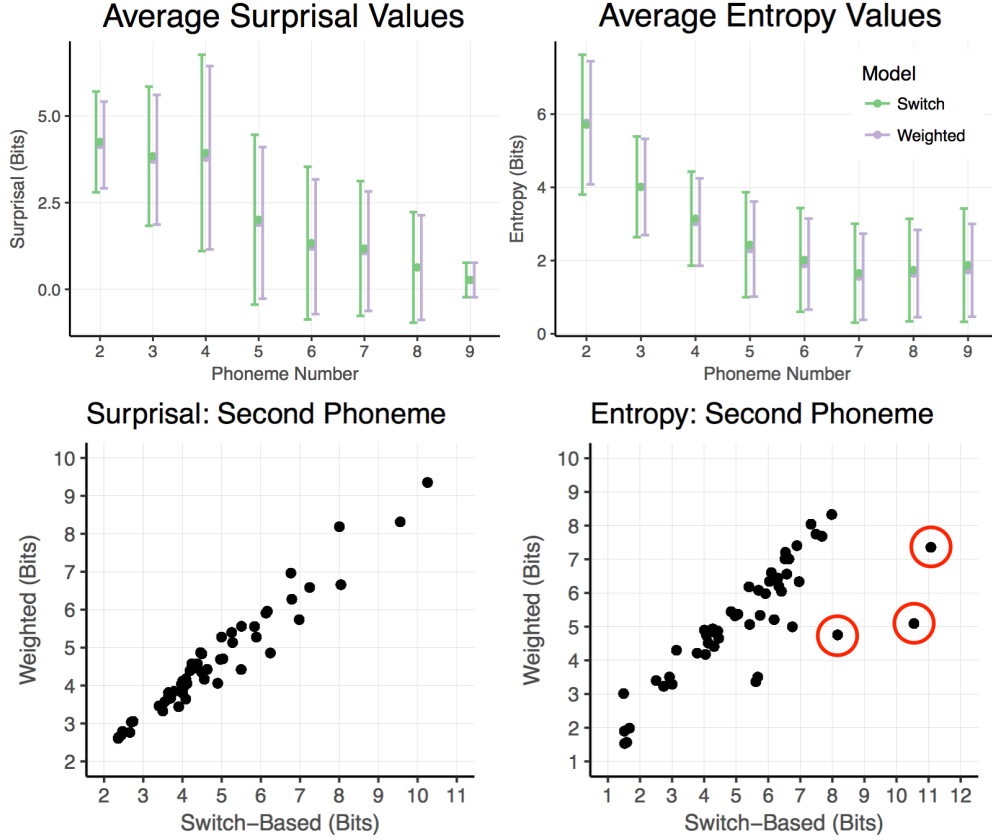 Average Surprisal Values
Surprisal (Bits)
5.0
2.5
0.0
2 3 4 5 6 7 8 9
Phoneme Number
Average Entropy Values
Entropy (Bits)
6
4
2
0
2 3 4 5 6 7 8 9
Phoneme Number
Model
Switch
Weighted
Surprisal: Second Phoneme
Weighted (Bits)
10
9
8
7
6
5
4
3
2
2 3 4 5 6 7 8 9 10 11
Switch-Based (Bits)
Entropy: Second Phoneme
Weighted (Bits)
10
9
8
7
6
5
4
3
2
1
1 2 3 4 5 6 7 8 9 10 11 12
Switch-Based (Bits)